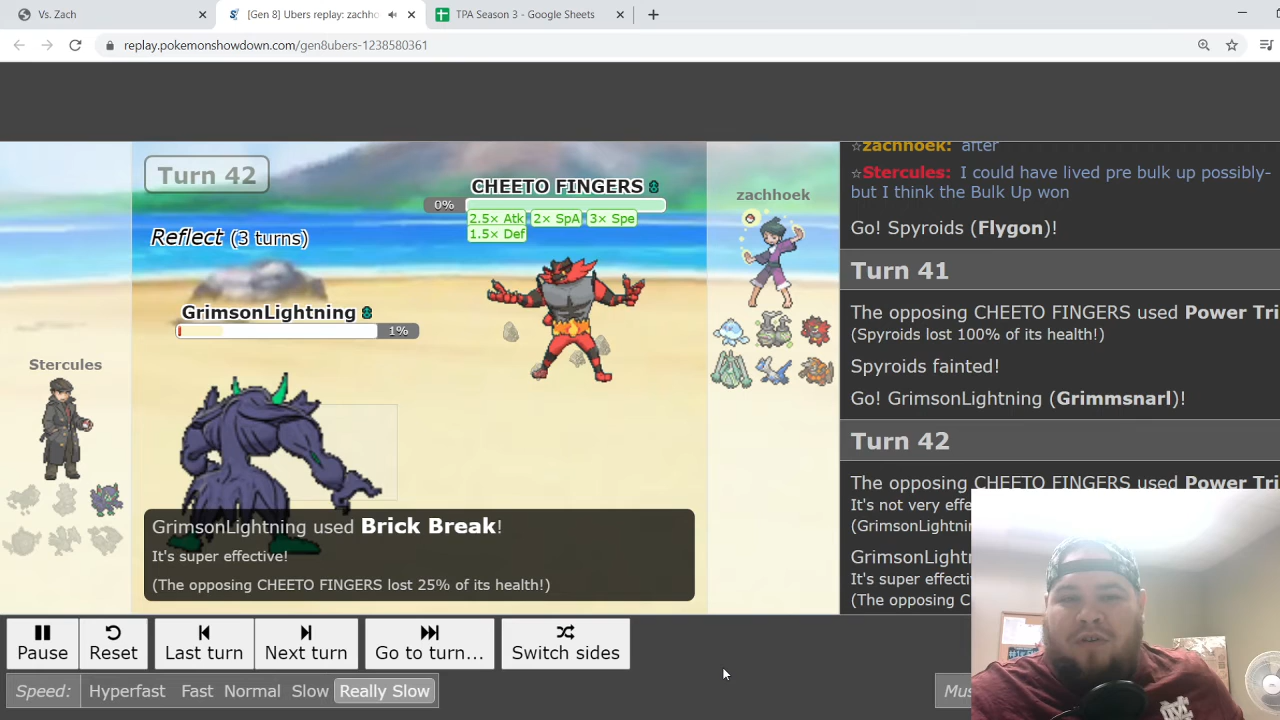 Vs. Zach
[Gen 8] Ubers replay: zachho
TPA Season 3 - Google Sheets
replay.pokemonshowdown.com/gen8ubers-1238580361
Turn 42
CHEETO FINGERS
zachhoek
0%
2.5× Atk 2× SpA 3× Spe
1.5× Def
Reflect (3 turns)
GrimsonLightning
1%
Stercules
GrimsonLightning used Brick Break!
It's super effective!
(The opposing CHEETO FINGERS lost 25% of its health!)
☆zachhoek: after
☆Stercules: I could have lived pre bulk up possibly-
but I think the Bulk Up won
Go! Spyroids (Flygon)!
Turn 41
The opposing CHEETO FINGERS used Power Tri
(Spyroids lost 100% of its health!)
Spyroids fainted!
Go! GrimsonLightning (Grimmsnarl)!
Turn 42
The opposing CHEETO FINGERS used Power Tri
It's not very effe
(GrimsonLightnin
GrimsonLightn
It's super effecti
(The opposing C
Pause
Reset
Last turn
Next turn
Go to turn...
Switch sides
Speed:
Hyperfast
Fast
Normal
Slow
Really Slow
Mus